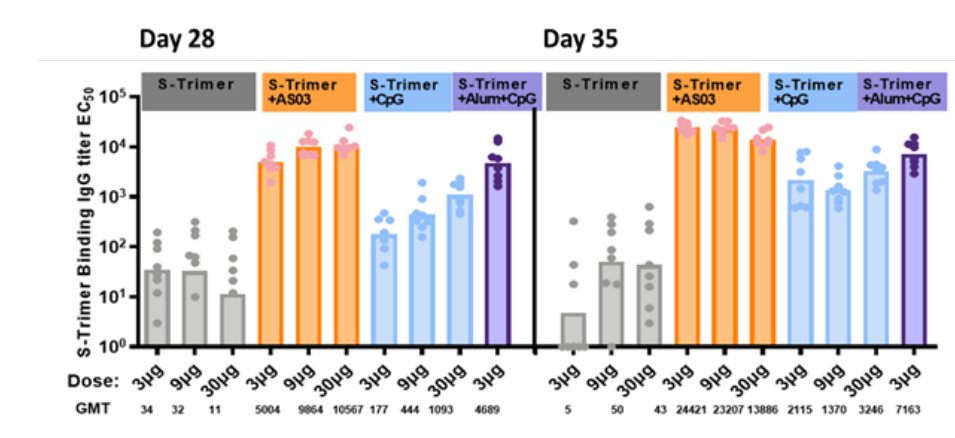 Day 28 Day 35
S-Trimer S-Trimer +AS03 S-Trimer +CpG S-Trimer +Alum+CpG S-Trimer S-Trimer +AS03 S-Trimer +CpG S-Trimer +Alum+CpG
S-Trimer Binding IgG titer EC50
10^5
10^4
10^3
10^2
10^1
10^0
Dose: 3μg 9μg 30μg 3μg 9μg 30μg 3μg 9μg 30μg 3μg 3μg 9μg 30μg 3μg 9μg 30μg 3μg 9μg 30μg 3μg
GMT 34 32 11 5004 9864 10567 177 444 1093 4689 5 50 43 24421 23207 13886 2115 1370 3246 7163